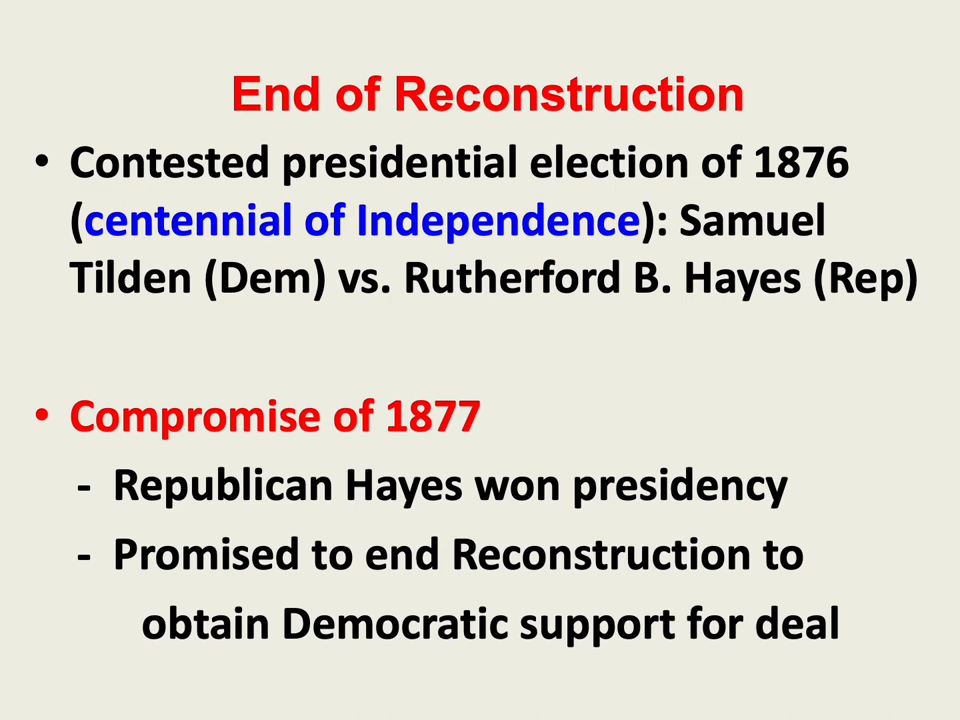 End of Reconstruction
• Contested presidential election of 1876
(centennial of Independence): Samuel
Tilden (Dem) vs. Rutherford B. Hayes (Rep)
• Compromise of 1877
- Republican Hayes won presidency
- Promised to end Reconstruction to
obtain Democratic support for deal